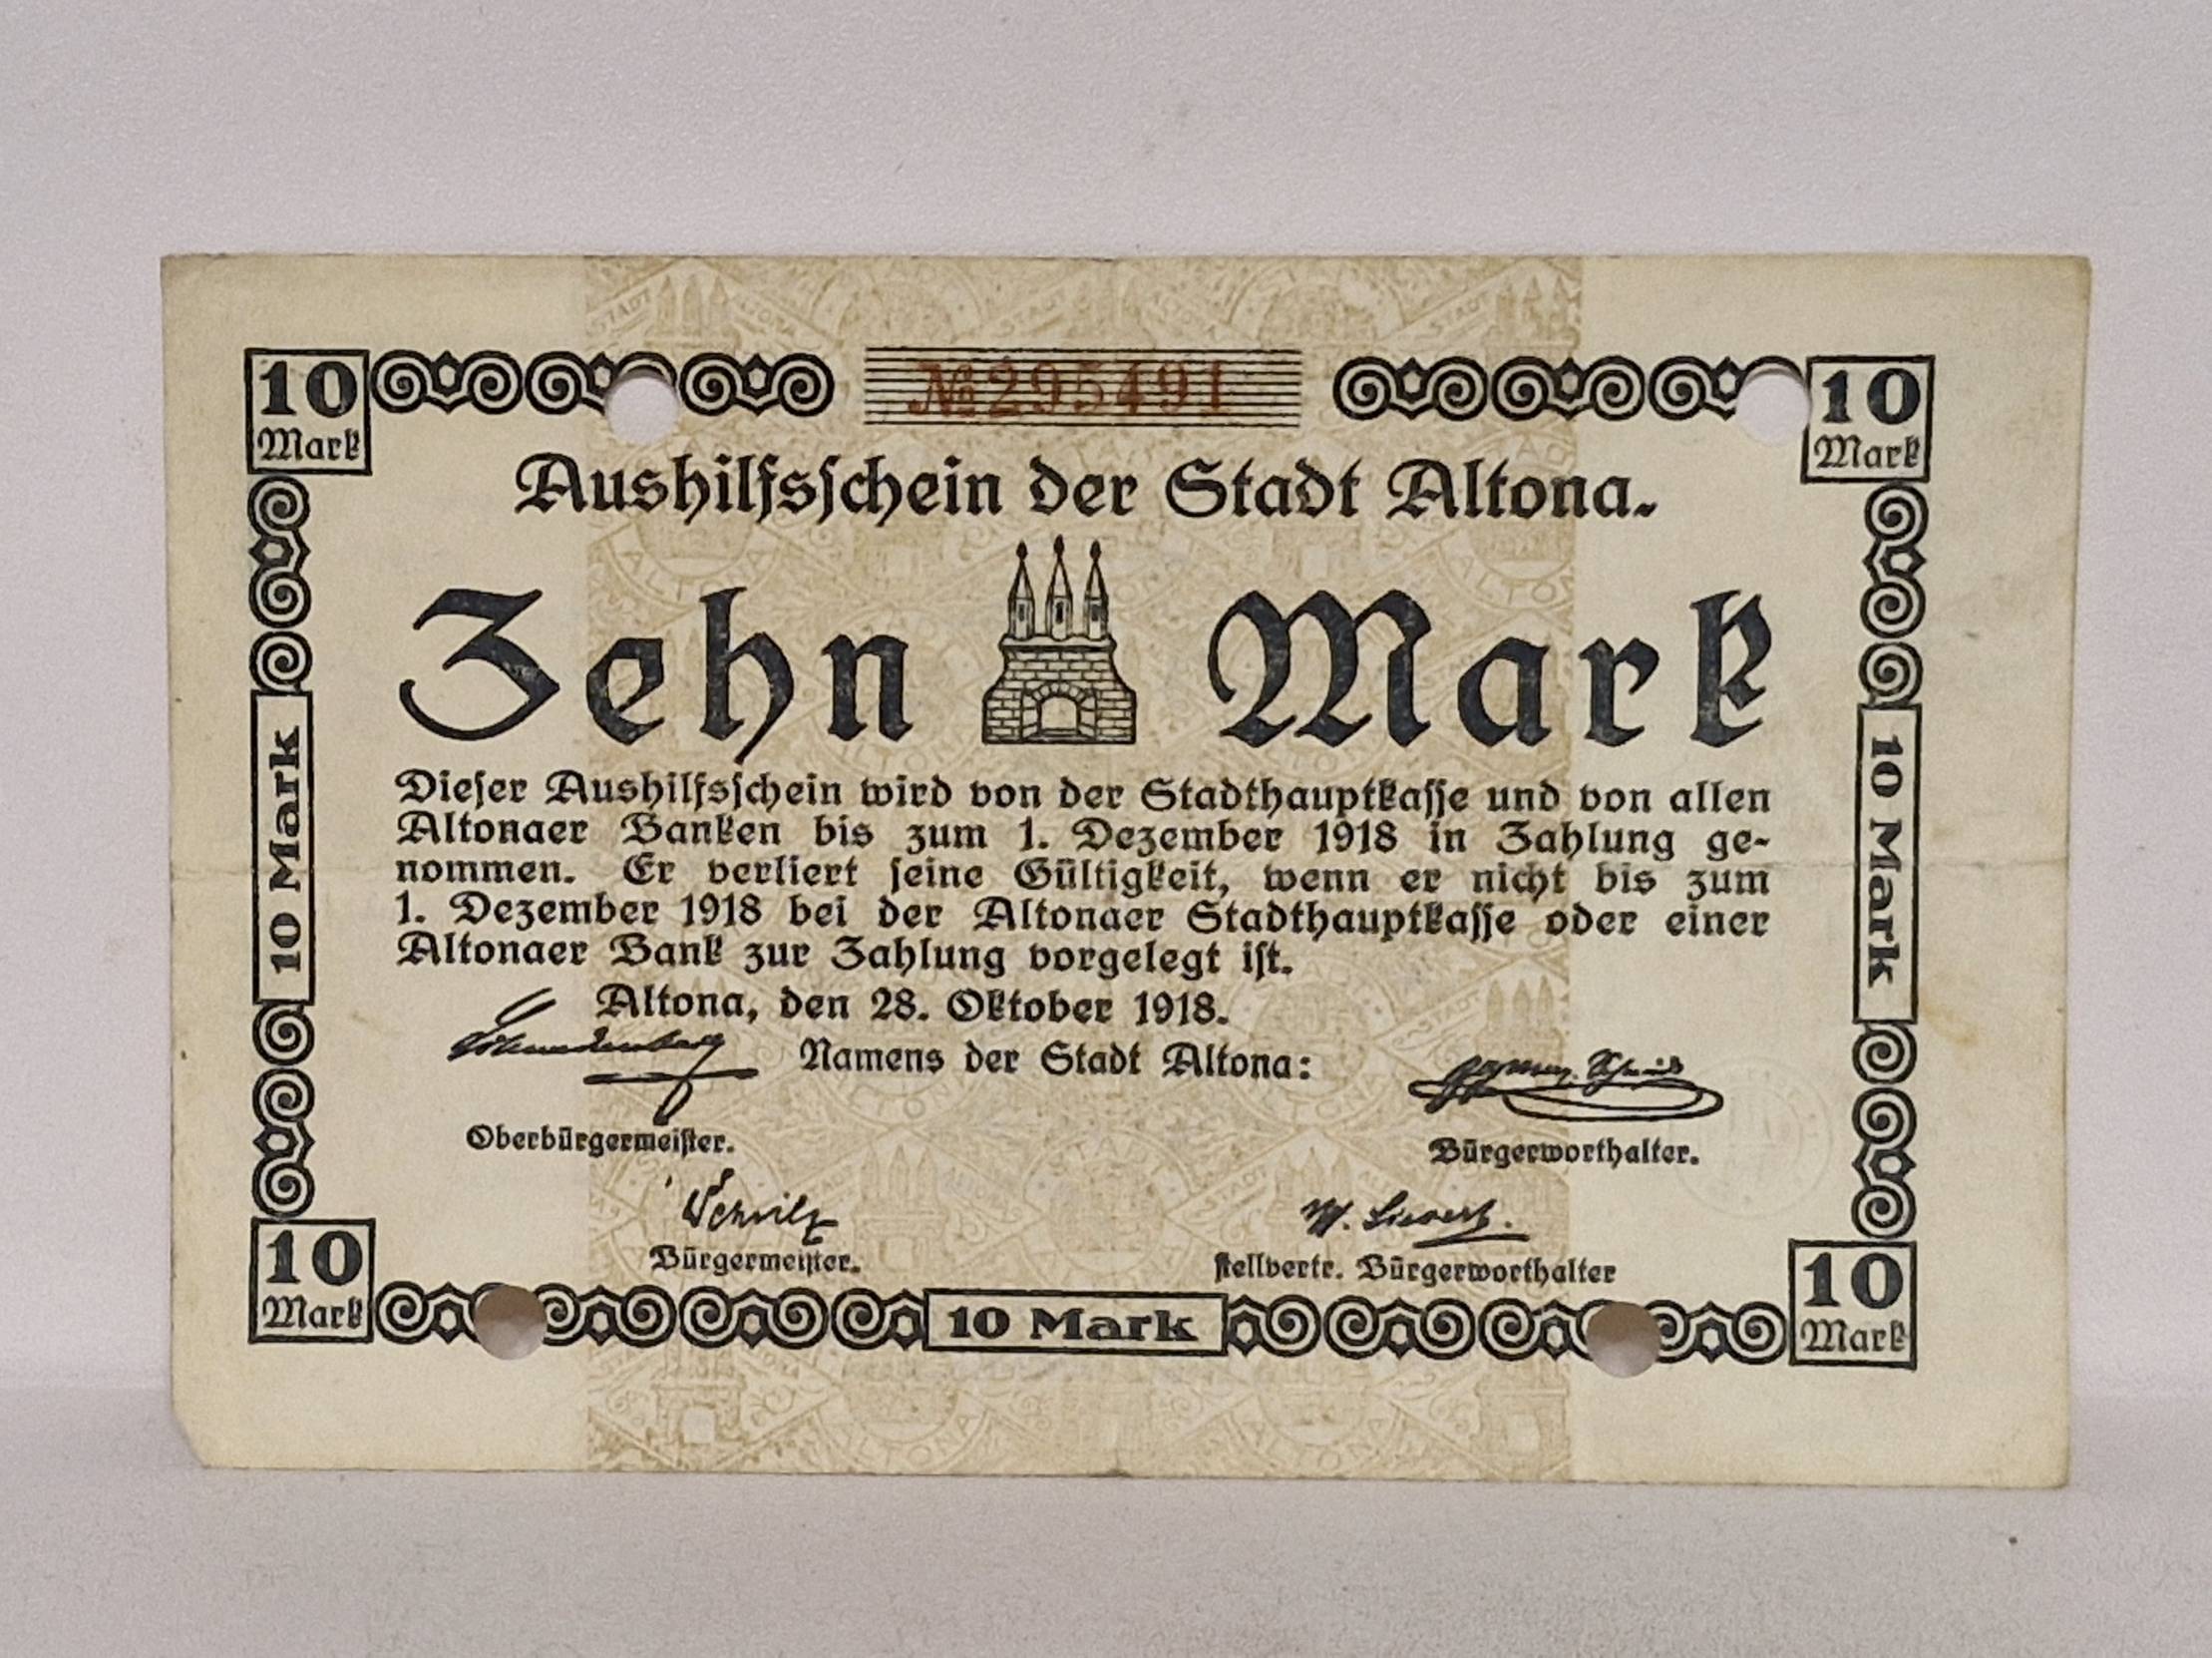 10 Mark
№ 295491
10 Mark
Aushilfsschein der Stadt Altona.
Zehn Mark
Dieser Aushilfsschein wird von der Stadthauptkasse und von allen
Altonaer Banken bis zum 1. Dezember 1918 in Zahlung ge-
nommen. Er verliert seine Gültigkeit, wenn er nicht bis zum
1. Dezember 1918 bei der Altonaer Stadthauptkasse oder einer
Altonaer Bank zur Zahlung vorgelegt ist.
Altona, den 28. Oktober 1918.
Namens der Stadt Altona:
Oberbürgermeister.
Bürgerworthalter.
Bürgermeister.
stellvertr. Bürgerworthalter
10 Mark
10 Mark
10 Mark
10 Mark
10 Mark